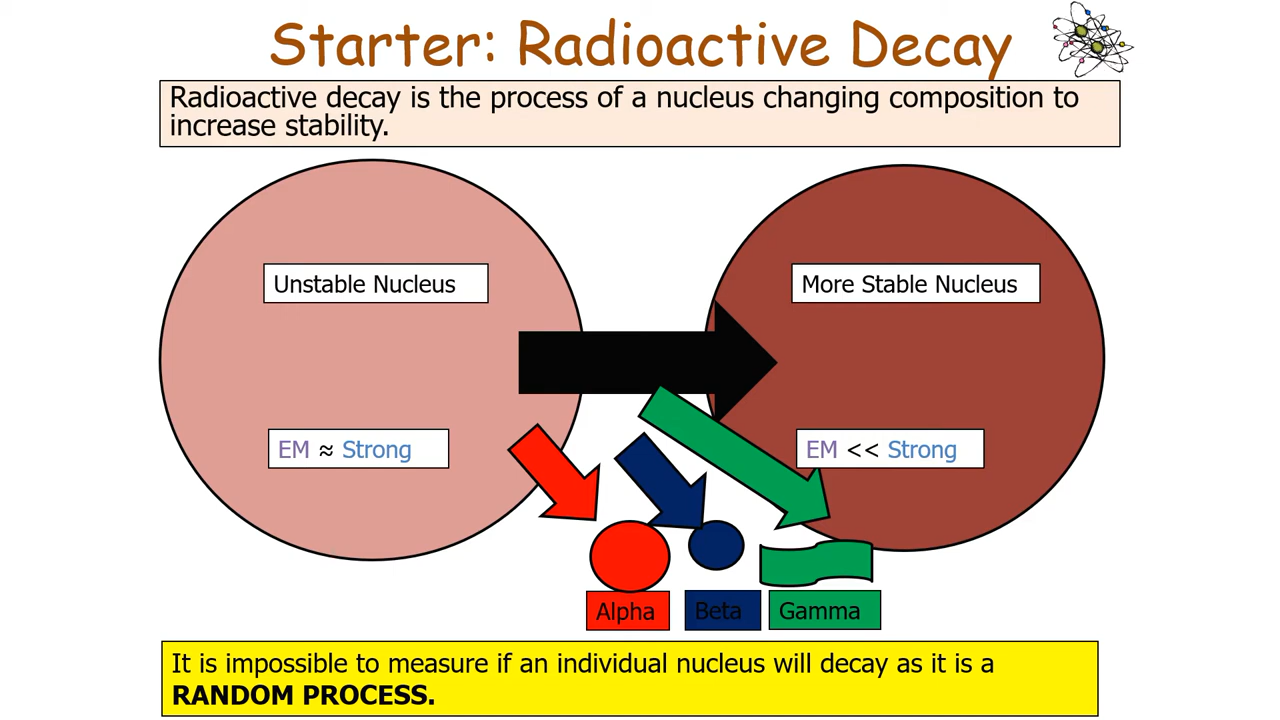 Starter: Radioactive Decay
Radioactive decay is the process of a nucleus changing composition to
increase stability.
Unstable Nucleus
More Stable Nucleus
EM ≈ Strong
EM << Strong
Alpha
Beta
Gamma
It is impossible to measure if an individual nucleus will decay as it is a
RANDOM PROCESS.